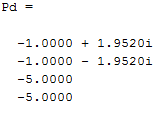 Pd =
-1.0000 + 1.9520i
-1.0000 - 1.9520i
-5.0000
-5.0000